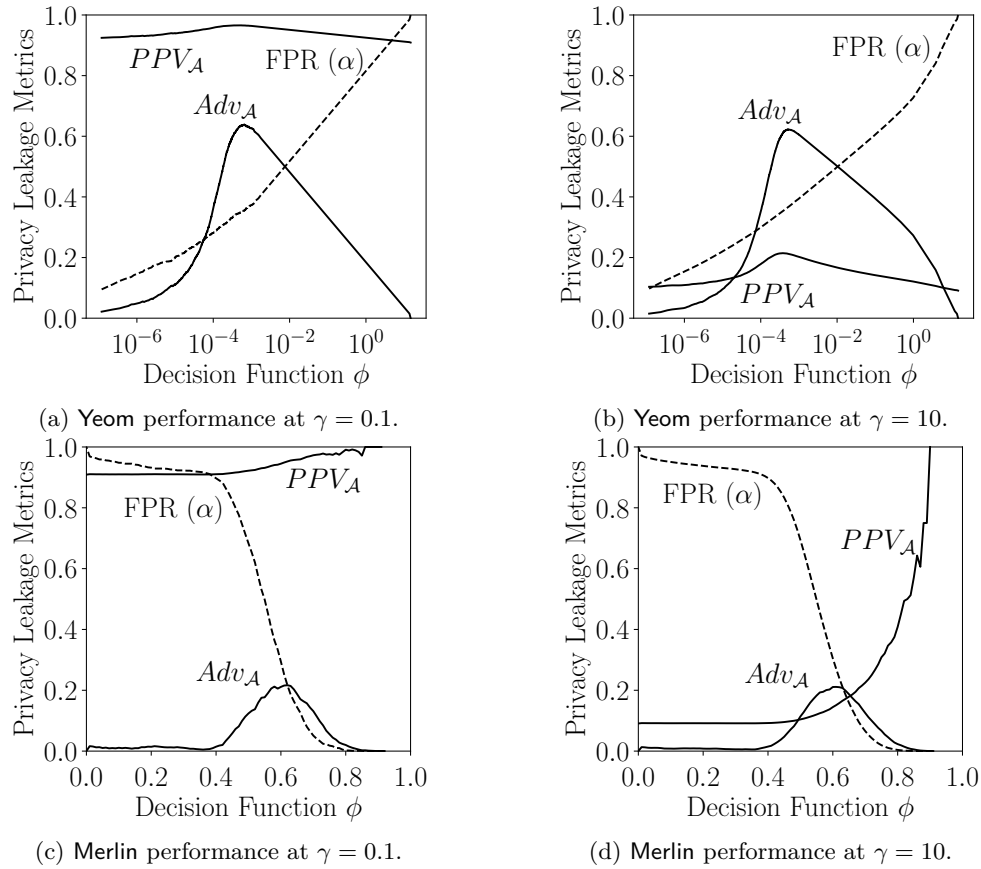 Privacy Leakage Metrics
1.0
0.8
0.6
0.4
0.2
0.0
PPV_A
FPR (α)
Adv_A
10⁻⁶ 10⁻⁴ 10⁻² 10⁰
Decision Function ϕ
(a) Yeom performance at γ = 0.1.
Privacy Leakage Metrics
1.0
0.8
0.6
0.4
0.2
0.0
FPR (α)
Adv_A
PPV_A
10⁻⁶ 10⁻⁴ 10⁻² 10⁰
Decision Function ϕ
(b) Yeom performance at γ = 10.
Privacy Leakage Metrics
1.0
0.8
0.6
0.4
0.2
0.0
PPV_A
FPR (α)
Adv_A
0.0 0.2 0.4 0.6 0.8 1.0
Decision Function ϕ
(c) Merlin performance at γ = 0.1.
Privacy Leakage Metrics
1.0
0.8
0.6
0.4
0.2
0.0
FPR (α)
PPV_A
Adv_A
0.0 0.2 0.4 0.6 0.8 1.0
Decision Function ϕ
(d) Merlin performance at γ = 10.